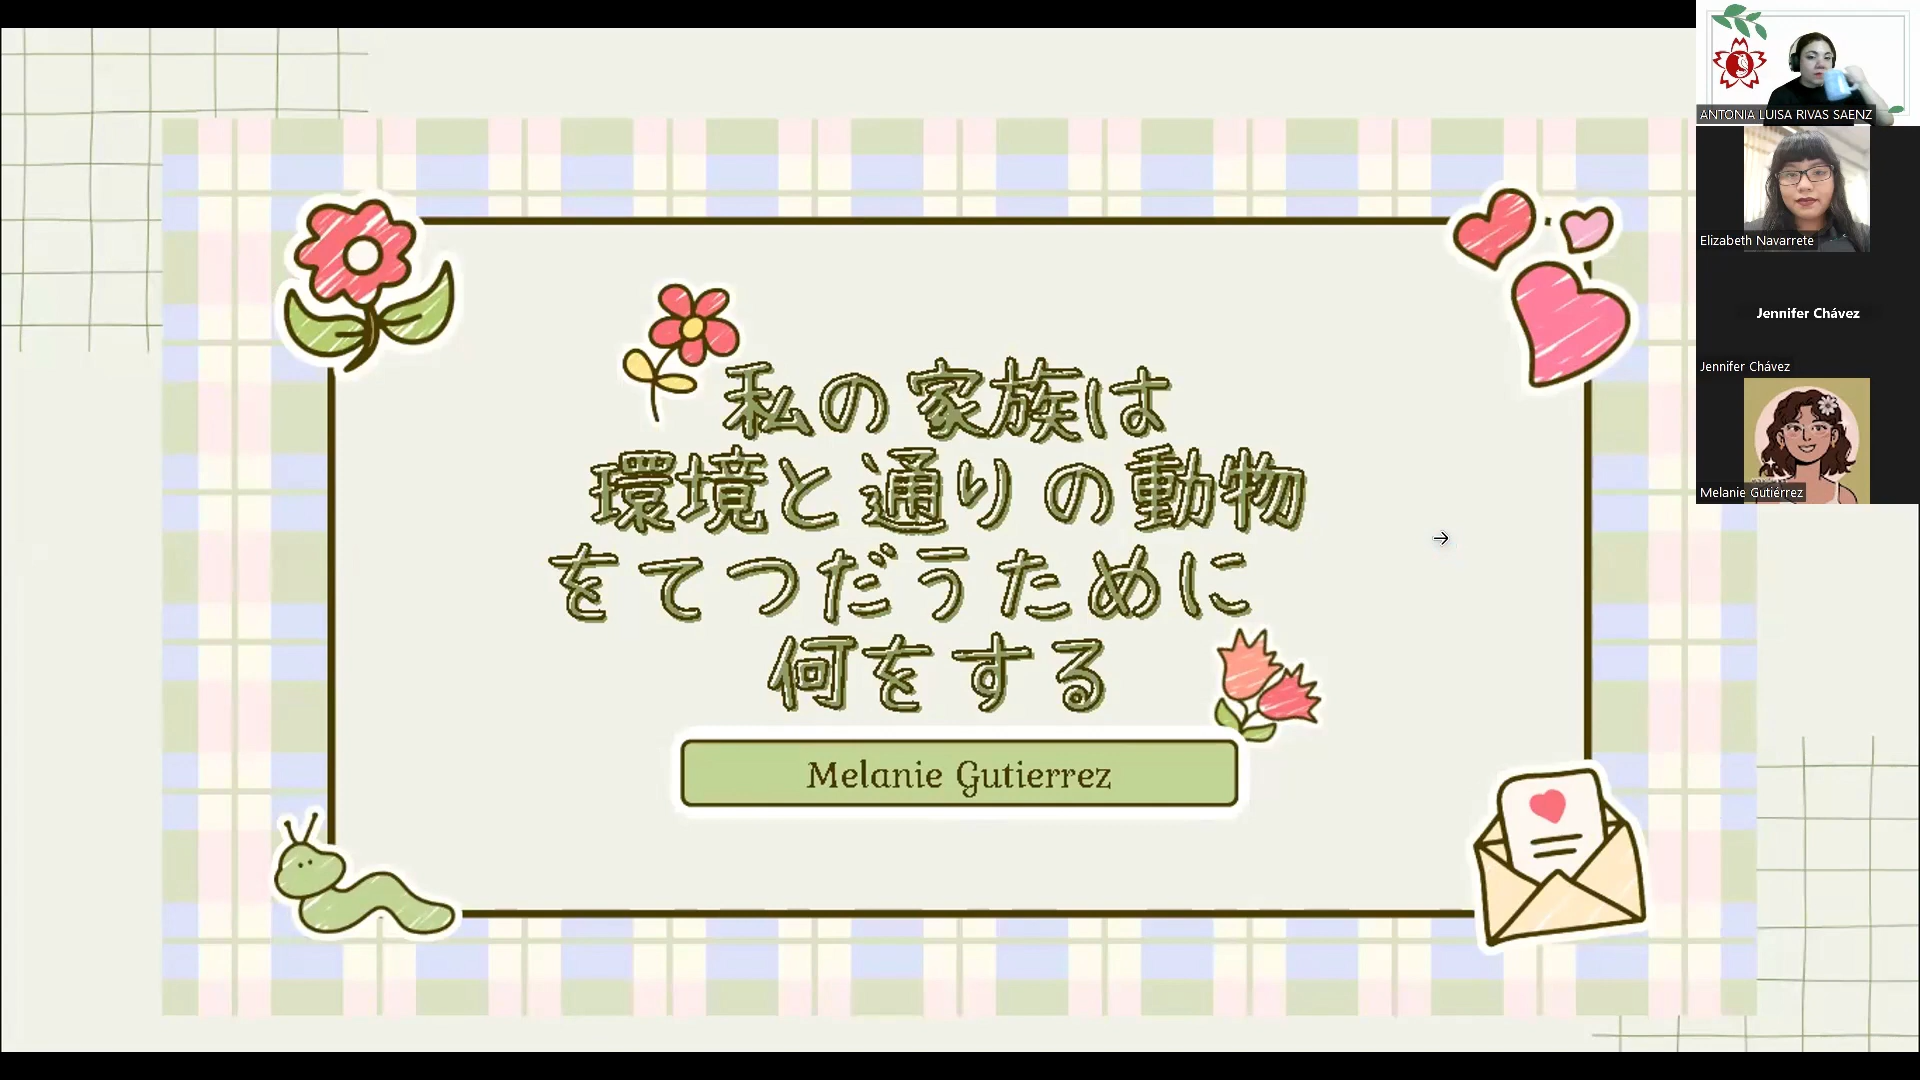 私の家族は
環境と通りの動物
をてつだうために
何をする
Melanie Gutierrez
ANTONIA LUISA RIVAS SAENZ
Elizabeth Navarrete
Jennifer Chávez
Jennifer Chávez
Melanie Gutiérrez